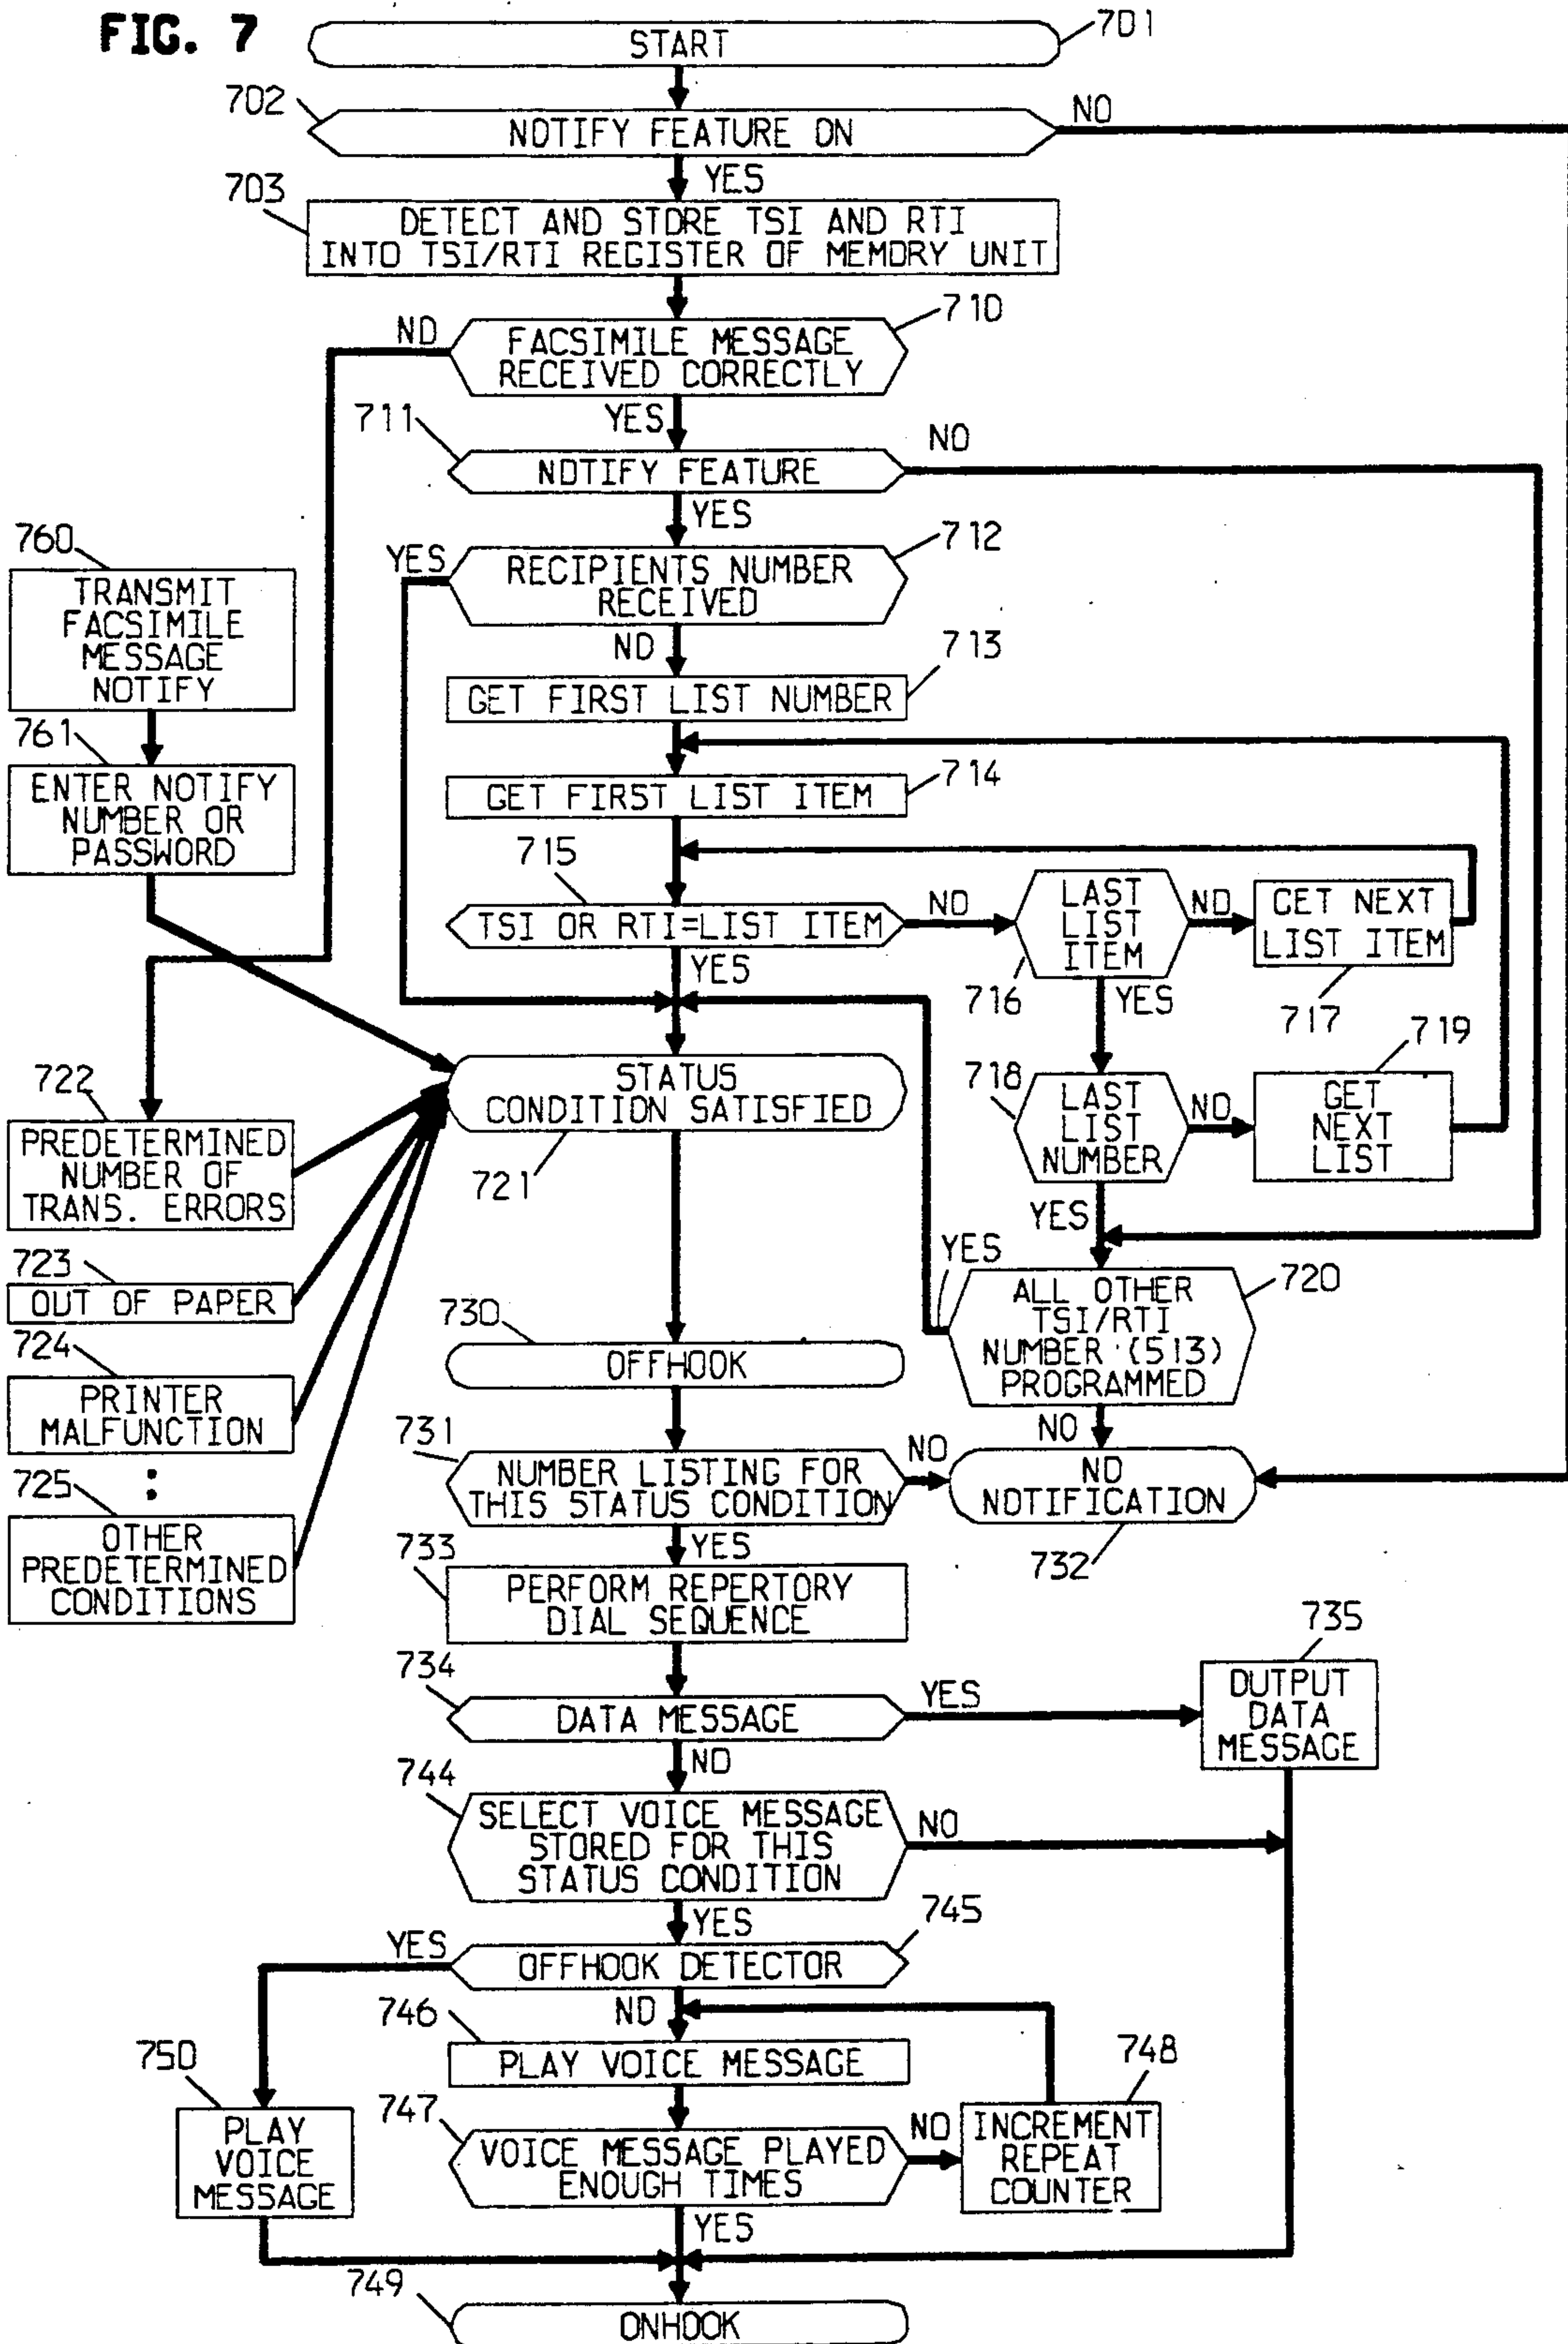 FIG. 7
START
701
702
NOTIFY FEATURE ON
NO
YES
703
DETECT AND STORE TSI AND RTI
INTO TSI/RTI REGISTER OF MEMORY UNIT
710
NO
FACSIMILE MESSAGE
RECEIVED CORRECTLY
YES
711
NOTIFY FEATURE
NO
YES
712
YES
RECIPIENTS NUMBER
RECEIVED
NO
713
GET FIRST LIST NUMBER
714
GET FIRST LIST ITEM
715
TSI OR RTI=LIST ITEM
NO
YES
LAST
LIST
ITEM
716
NO
YES
GET NEXT
LIST ITEM
717
718
LAST
LIST
NUMBER
NO
YES
719
GET
NEXT
LIST
760
TRANSMIT
FACSIMILE
MESSAGE
NOTIFY
761
ENTER NOTIFY
NUMBER OR
PASSWORD
STATUS
CONDITION SATISFIED
721
722
PREDETERMINED
NUMBER OF
TRANS. ERRORS
723
OUT OF PAPER
724
PRINTER
MALFUNCTION
:
725
OTHER
PREDETERMINED
CONDITIONS
YES
720
ALL OTHER
TSI/RTI
NUMBER (513)
PROGRAMMED
NO
730
OFFHOOK
731
NUMBER LISTING FOR
THIS STATUS CONDITION
NO
YES
NO
NOTIFICATION
732
733
PERFORM REPERTORY
DIAL SEQUENCE
734
DATA MESSAGE
YES
NO
735
OUTPUT
DATA
MESSAGE
744
SELECT VOICE MESSAGE
STORED FOR THIS
STATUS CONDITION
NO
YES
745
YES
OFFHOOK DETECTOR
NO
746
PLAY VOICE MESSAGE
747
VOICE MESSAGE PLAYED
ENOUGH TIMES
NO
YES
748
INCREMENT
REPEAT
COUNTER
750
PLAY
VOICE
MESSAGE
749
ONHOOK